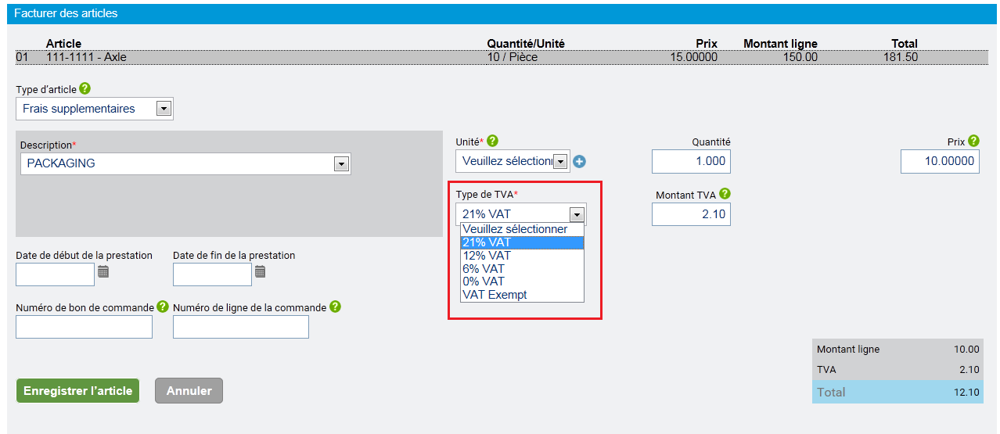 Facturer des articles
Article Quantité/Unité Prix Montant ligne Total
01 111-1111 - Axle 10 / Pièce 15.00000 150.00 181.50
Type d'article ?
Frais supplementaires
Description* Unité* ? Quantité Prix ?
PACKAGING Veuillez sélection 1.000 10.00000
Type de TVA* Montant TVA ?
21% VAT 2.10
Veuillez sélectionner
21% VAT
12% VAT
6% VAT
0% VAT
VAT Exempt
Date de début de la prestation Date de fin de la prestation
Numéro de bon de commande ? Numéro de ligne de la commande ?
Montant ligne 10.00
TVA 2.10
Total 12.10
Enregistrer l'article Annuler